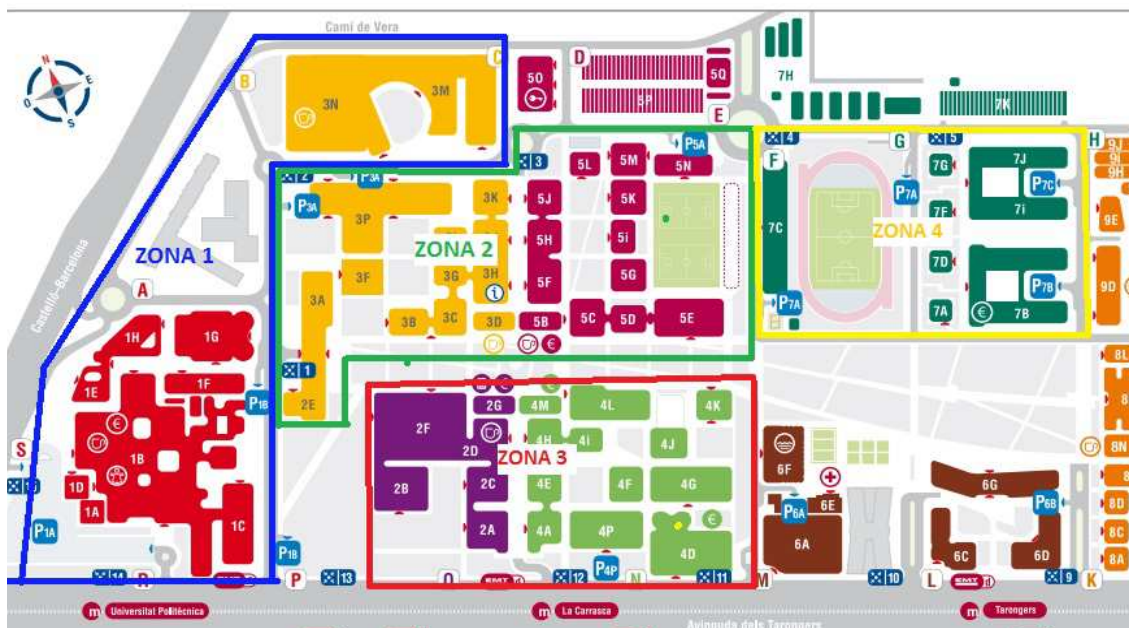 Camí de Vera
N
E
S
O
B
C
D
5O
5P
5Q
E
7H
7K
3N
3M
4
G
5
H
2
3
P3A
P5A
F
P3A
3P
3K
5J
5L
5M
5N
7G
7J
P7C
7i
9J
9I
9H
9E
ZONA 1
ZONA 2
ZONA 4
5K
5H
5i
7C
P7A
7F
3F
3G
3H
i
5F
5G
7D
9D
Castelló-Barcelona
A
3A
3B
3C
3D
5B
€
5C
5D
5E
P7A
7A
€
7B
P7B
1H
1G
1
1E
1F
P1B
2E
€
€
2G
4M
4L
4K
8L
8
2F
2D
4H
4i
4J
ZONA 3
S
1B
€
6F
8N
1D
1A
1C
2B
2C
4E
4F
4G
6G
8
P1A
2A
4A
4P
€
4D
P6A
6E
6A
P6B
8D
8C
8A
6C
6D
P1B
P4P
R
EMT
P
13
Q
EMT
12
N
11
M
10
L
EMT
9
K
14
m Universitat Politècnica
m La Carrasca
m Tarongers
Avinguda dels Tarongers